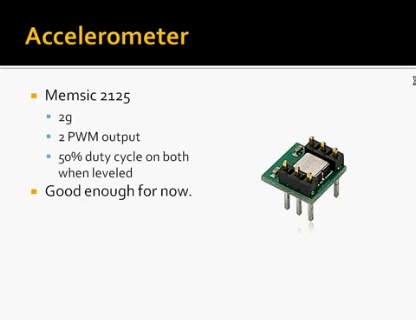 Accelerometer
Memsic 2125
2g
2 PWM output
50% duty cycle on both
when leveled
Good enough for now.